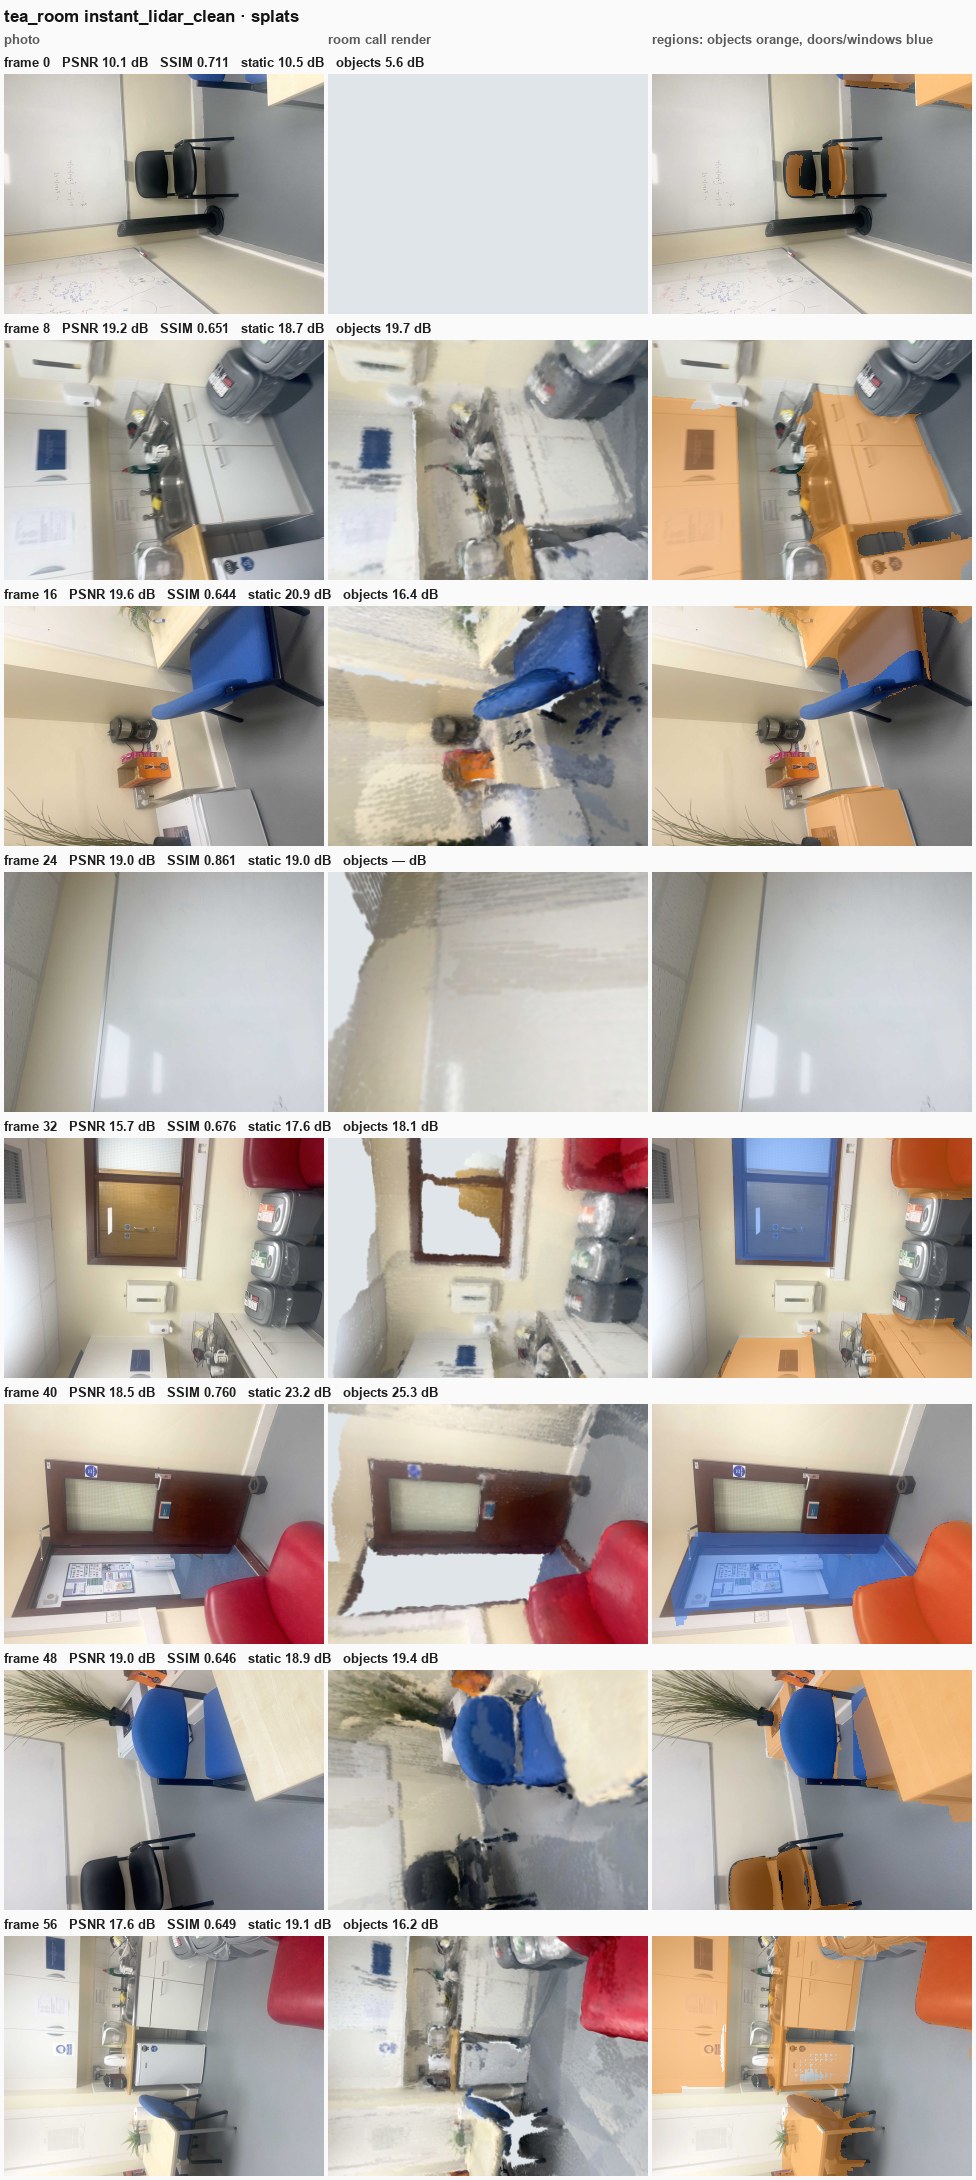 tea_room instant_lidar_clean · splats
photo room call render regions: objects orange, doors/windows blue
frame 0 PSNR 10.1 dB SSIM 0.711 static 10.5 dB objects 5.6 dB
frame 8 PSNR 19.2 dB SSIM 0.651 static 18.7 dB objects 19.7 dB
frame 16 PSNR 19.6 dB SSIM 0.644 static 20.9 dB objects 16.4 dB
frame 24 PSNR 19.0 dB SSIM 0.861 static 19.0 dB objects — dB
frame 32 PSNR 15.7 dB SSIM 0.676 static 17.6 dB objects 18.1 dB
frame 40 PSNR 18.5 dB SSIM 0.760 static 23.2 dB objects 25.3 dB
frame 48 PSNR 19.0 dB SSIM 0.646 static 18.9 dB objects 19.4 dB
frame 56 PSNR 17.6 dB SSIM 0.649 static 19.1 dB objects 16.2 dB